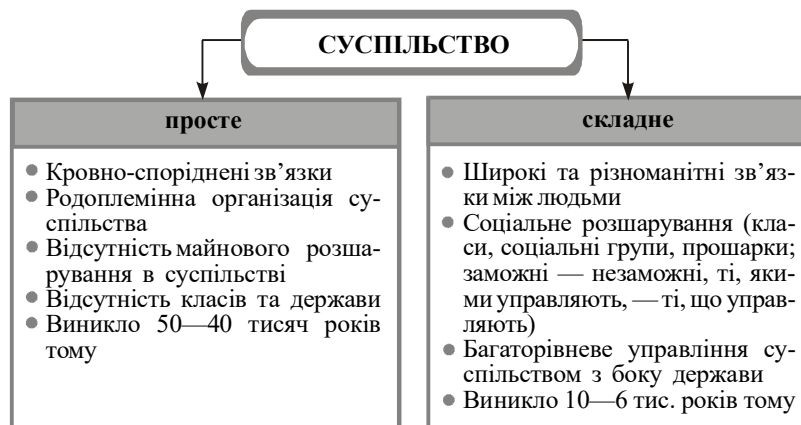 СУСПІЛЬСТВО
просте
● Кровно-споріднені зв’язки
● Родоплемінна організація су-
спільства
● Відсутність майнового розша-
рування в суспільстві
● Відсутність класів та держави
● Виникло 50—40 тисяч років
тому
складне
● Широкі та різноманітні зв’яз-
ки між людьми
● Соціальне розшарування (кла-
си, соціальні групи, прошарки;
заможні — незаможні, ті, яки-
ми управляють, — ті, що управ-
ляють)
● Багаторівневе управління су-
спільством з боку держави
● Виникло 10—6 тис. років тому